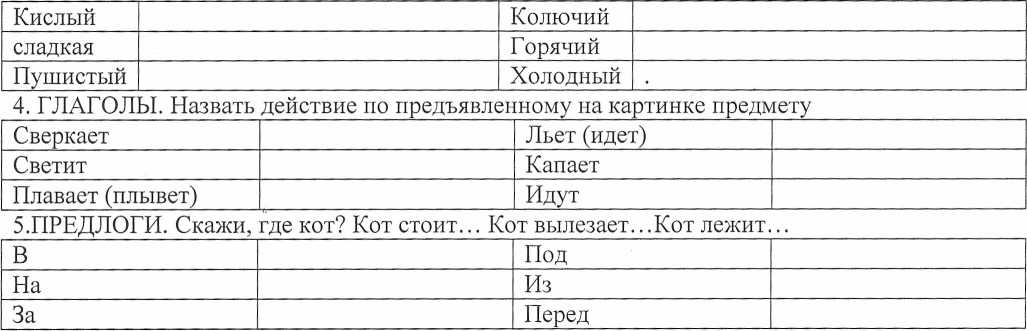 Кислый Колючий
сладкая Горячий
Пушистый Холодный .
4. ГЛАГОЛЫ. Назвать действие по предъявленному на картинке предмету
Сверкает Льет (идет)
Светит Капает
Плавает (плывет) Идут
5.ПРЕДЛОГИ. Скажи, где кот? Кот стоит… Кот вылезает…Кот лежит…
В Под
На Из
За Перед